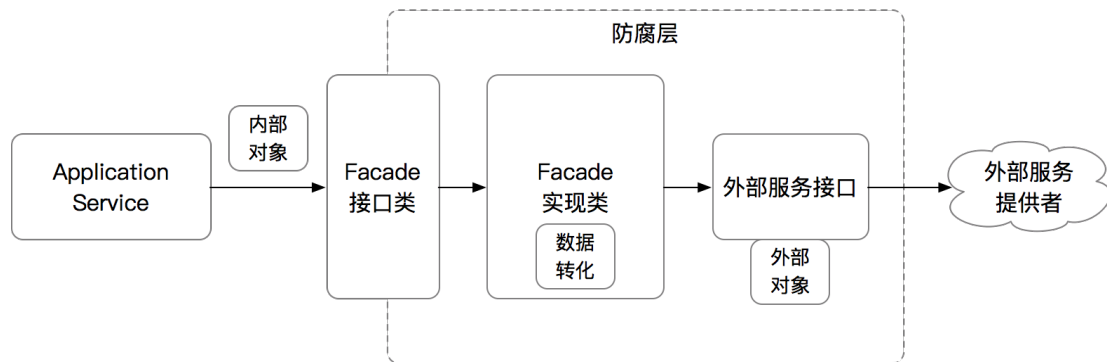 防腐层
内部
对象
Application
Service
Facade
接口类
Facade
实现类
数据
转化
外部服务接口
外部
对象
外部服务
提供者